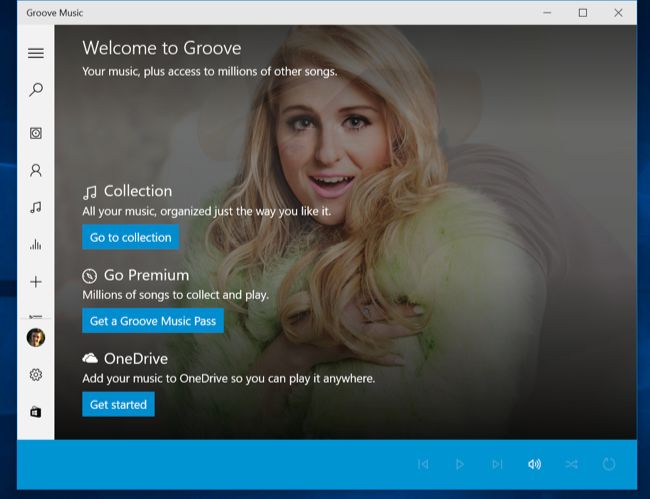 Groove Music
Welcome to Groove
Your music, plus access to millions of other songs.
Collection
All your music, organized just the way you like it.
Go to collection
Go Premium
Millions of songs to collect and play.
Get a Groove Music Pass
OneDrive
Add your music to OneDrive so you can play it anywhere.
Get started